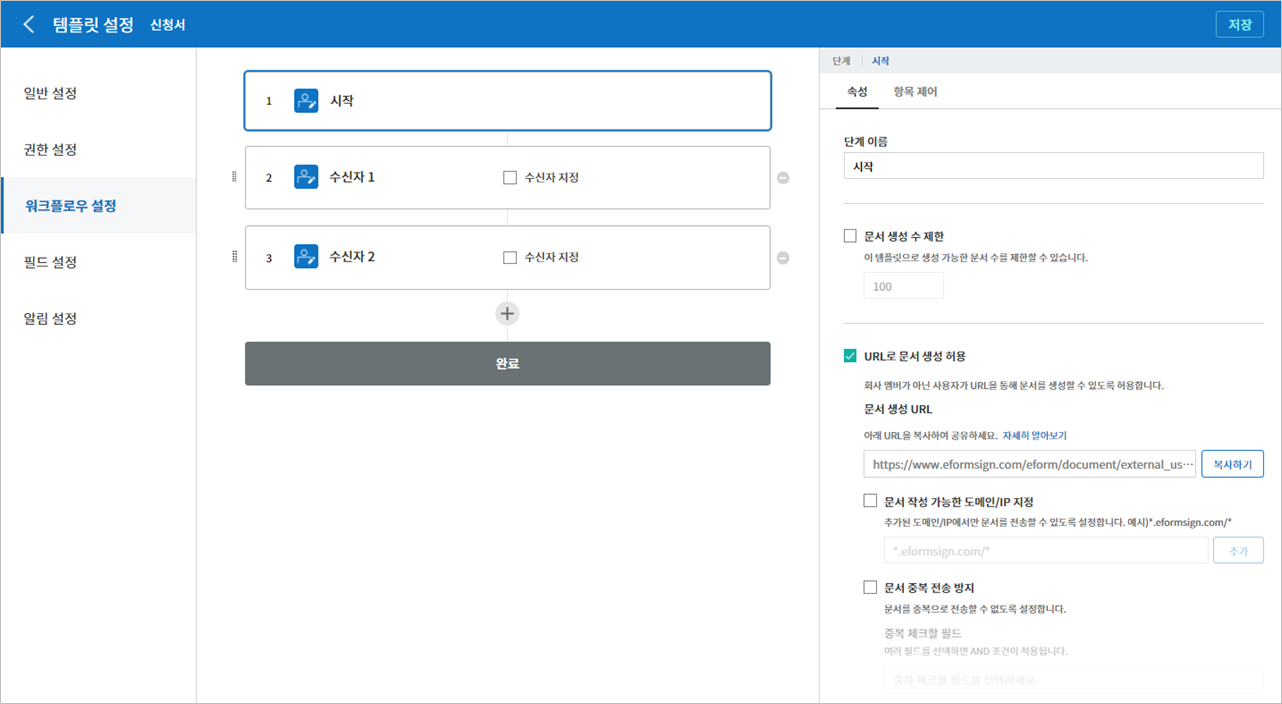 템플릿 설정 신청서 저장
일반 설정
권한 설정
워크플로우 설정
필드 설정
알림 설정
1 시작
2 수신자 1 수신자 지정
3 수신자 2 수신자 지정
완료
단계 시작
속성 항목 제어
단계 이름
시작
문서 생성 수 제한
이 템플릿으로 생성 가능한 문서 수를 제한할 수 있습니다.
100
URL로 문서 생성 허용
회사 멤버가 아닌 사용자가 URL을 통해 문서를 생성할 수 있도록 허용합니다.
문서 생성 URL
아래 URL을 복사하여 공유하세요. 자세히 알아보기
https://www.eformsign.com/eform/document/external_us··· 복사하기
문서 작성 가능한 도메인/IP 지정
추가된 도메인/IP에서만 문서를 전송할 수 있도록 설정합니다. 예시)*.eformsign.com/*
*.eformsign.com/* 추가
문서 중복 전송 방지
문서를 중복으로 전송할 수 없도록 설정합니다.
중복 체크할 필드
여러 필드를 선택하면 AND 조건이 적용됩니다.
중복 체크할 필드를 선택하세요.